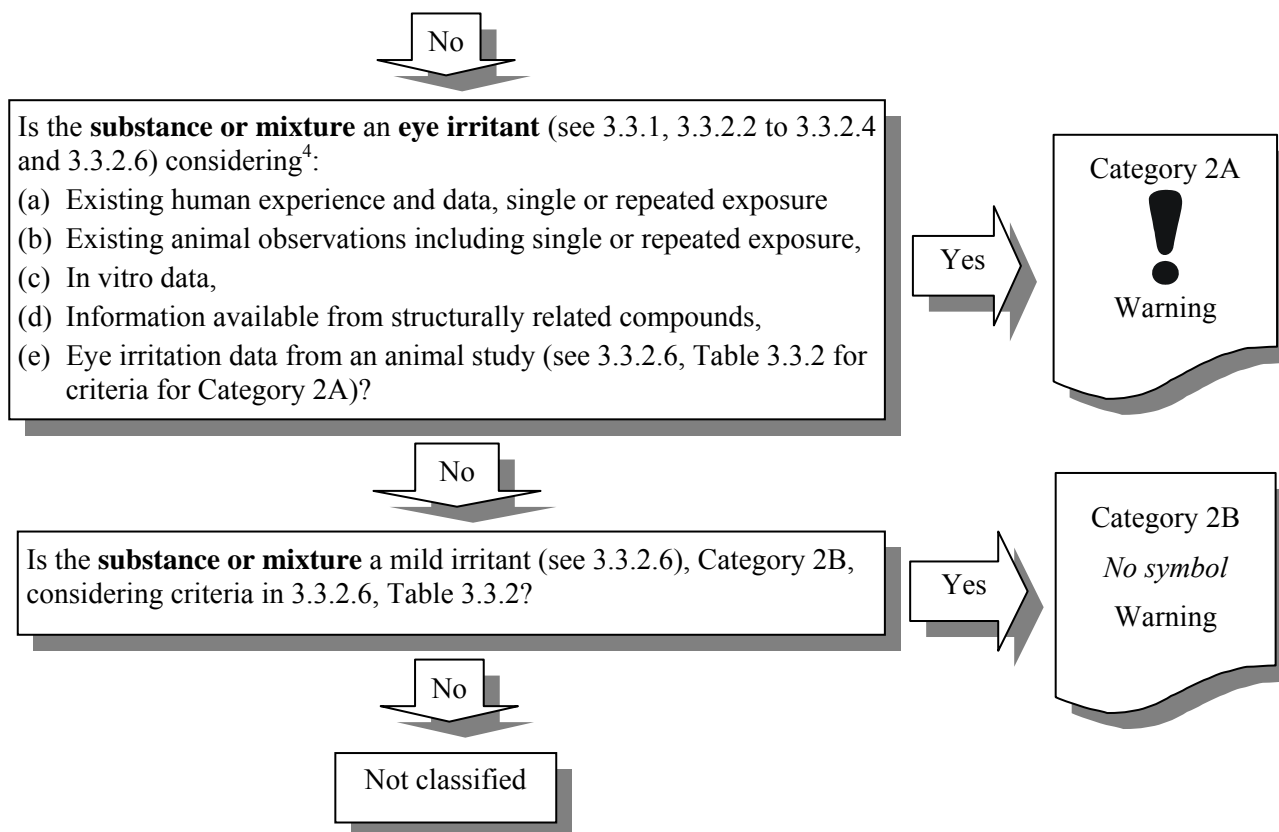 No
Is the substance or mixture an eye irritant (see 3.3.1, 3.3.2.2 to 3.3.2.4
and 3.3.2.6) considering4:
(a) Existing human experience and data, single or repeated exposure
(b) Existing animal observations including single or repeated exposure,
(c) In vitro data,
(d) Information available from structurally related compounds,
(e) Eye irritation data from an animal study (see 3.3.2.6, Table 3.3.2 for
criteria for Category 2A)?
Yes
Category 2A
!
Warning
No
Is the substance or mixture a mild irritant (see 3.3.2.6), Category 2B,
considering criteria in 3.3.2.6, Table 3.3.2?
Yes
Category 2B
No symbol
Warning
No
Not classified